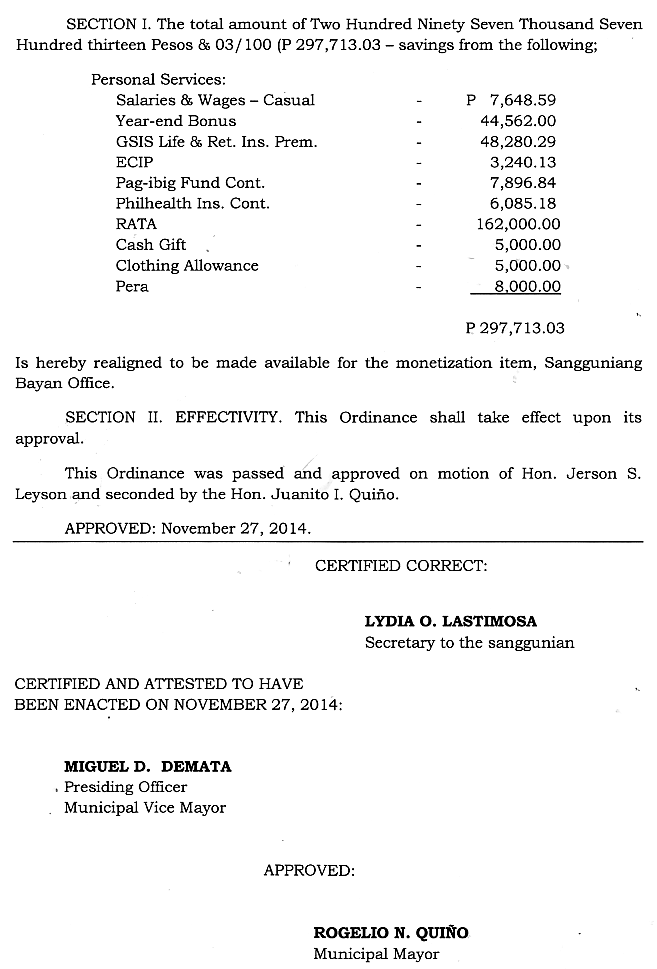 SECTION I. The total amount of Two Hundred Ninety Seven Thousand Seven
Hundred thirteen Pesos & 03/100 (P 297,713.03 – savings from the following;
Personal Services:
Salaries & Wages – Casual - P 7,648.59
Year-end Bonus - 44,562.00
GSIS Life & Ret. Ins. Prem. - 48,280.29
ECIP - 3,240.13
Pag-ibig Fund Cont. - 7,896.84
Philhealth Ins. Cont. - 6,085.18
RATA - 162,000.00
Cash Gift - 5,000.00
Clothing Allowance - 5,000.00
Pera - 8,000.00
P 297,713.03
Is hereby realigned to be made available for the monetization item, Sangguniang
Bayan Office.
SECTION II. EFFECTIVITY. This Ordinance shall take effect upon its
approval.
This Ordinance was passed and approved on motion of Hon. Jerson S.
Leyson and seconded by the Hon. Juanito I. Quiño.
APPROVED: November 27, 2014.
CERTIFIED CORRECT:
LYDIA O. LASTIMOSA
Secretary to the sanggunian
CERTIFIED AND ATTESTED TO HAVE
BEEN ENACTED ON NOVEMBER 27, 2014:
MIGUEL D. DEMATA
Presiding Officer
Municipal Vice Mayor
APPROVED:
ROGELIO N. QUIÑO
Municipal Mayor